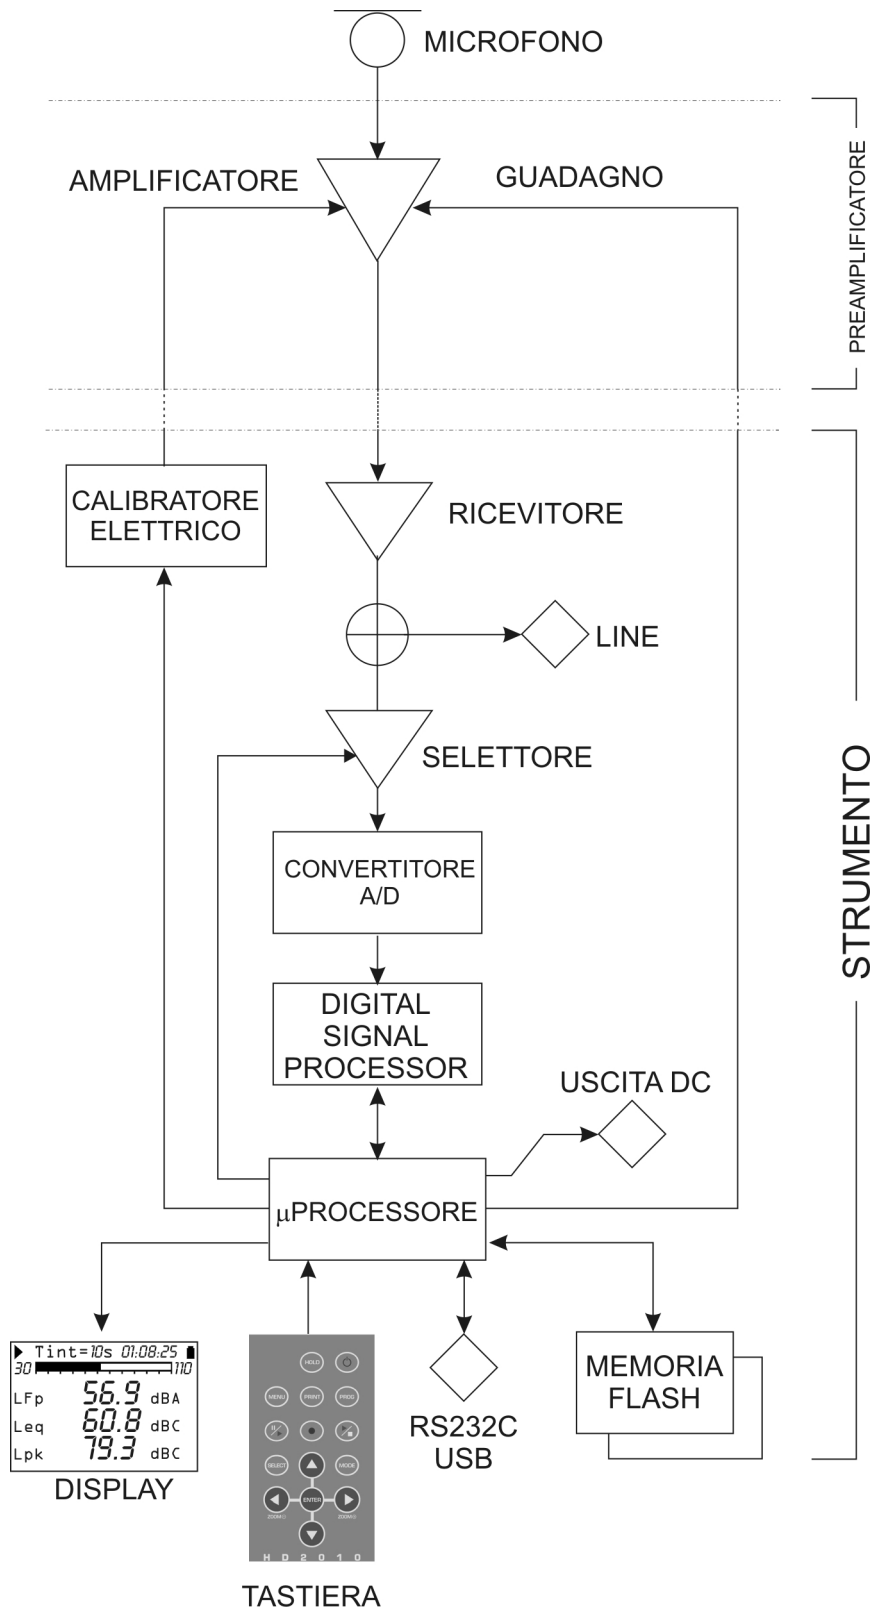 MICROFONO
AMPLIFICATORE
GUADAGNO
PREAMPLIFICATORE
CALIBRATORE
ELETTRICO
RICEVITORE
LINE
SELETTORE
STRUMENTO
CONVERTITORE
A/D
DIGITAL
SIGNAL
PROCESSOR
USCITA DC
µPROCESSORE
Tint=10s 01:08:25
30 110
LFp 56.9 dBA
Leq 60.8 dBC
Lpk 79.3 dBC
DISPLAY
HOLD
MENU PRINT PROG
SELECT MODE
ENTER
ZOOM ZOOM
HD2010
TASTIERA
RS232C
USB
MEMORIA
FLASH